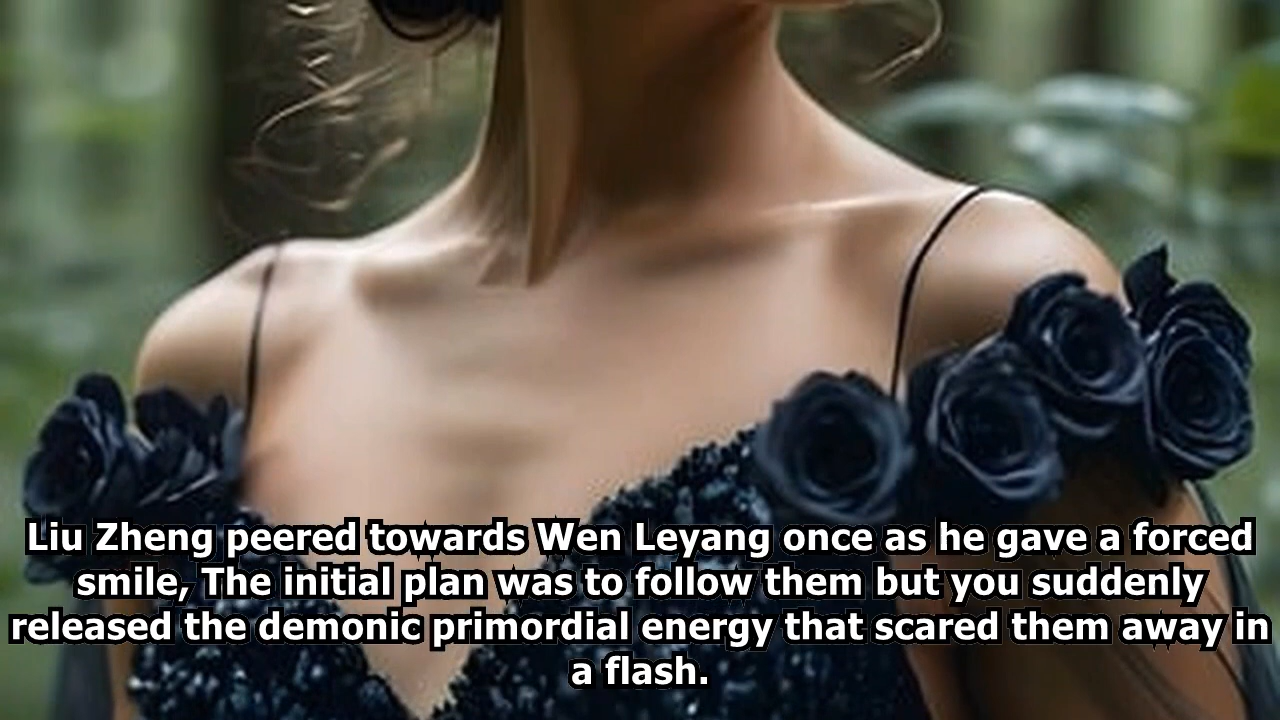 Liu Zheng peered towards Wen Leyang once as he gave a forced
smile, The initial plan was to follow them but you suddenly
released the demonic primordial energy that scared them away in
a flash.